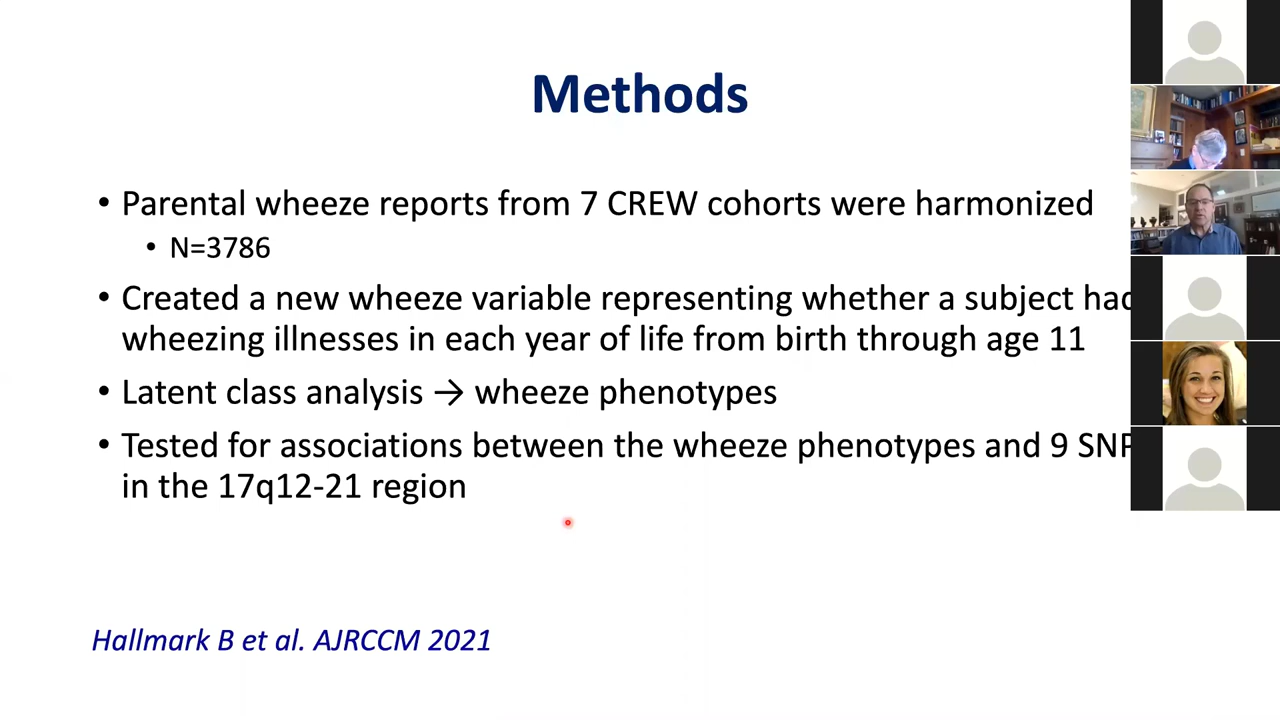 Methods
• Parental wheeze reports from 7 CREW cohorts were harmonized
• N=3786
• Created a new wheeze variable representing whether a subject had
wheezing illnesses in each year of life from birth through age 11
• Latent class analysis → wheeze phenotypes
• Tested for associations between the wheeze phenotypes and 9 SNP
in the 17q12-21 region
Hallmark B et al. AJRCCM 2021